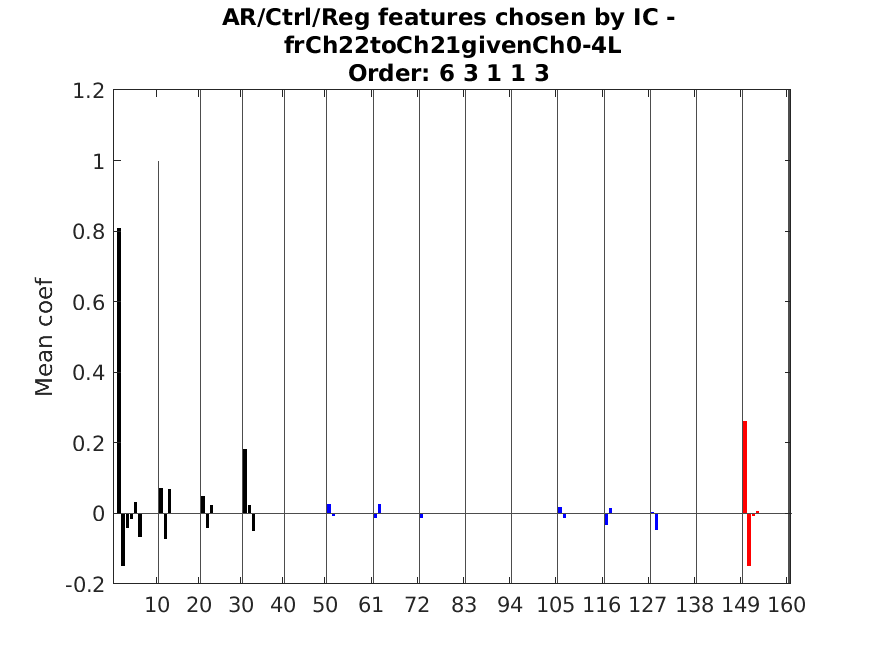 AR/Ctrl/Reg features chosen by IC -
frCh22toCh21givenCh0-4L
Order: 6 3 1 1 3
1.2
1
0.8
0.6
0.4
0.2
0
-0.2
Mean coef
10 20 30 40 50 61 72 83 94 105 116 127 138 149 160